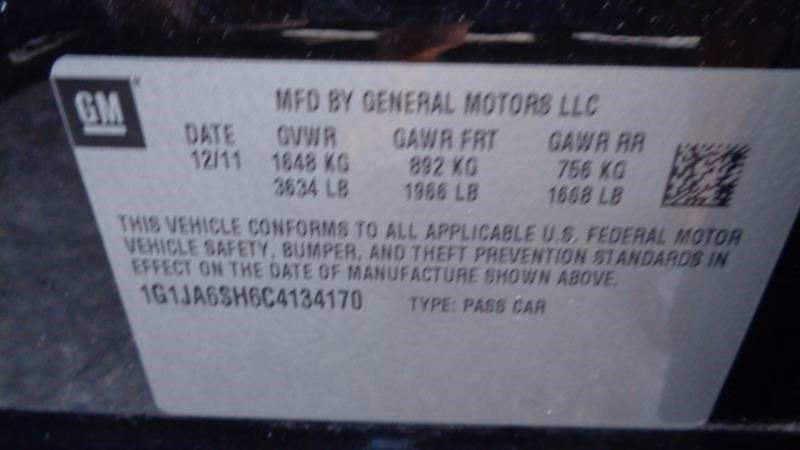 GM
MFD BY GENERAL MOTORS LLC
DATE GVWR GAWR FRT GAWR RR
12/11 1648 KG 892 KG 756 KG
3634 LB 1966 LB 1668 LB
THIS VEHICLE CONFORMS TO ALL APPLICABLE U.S. FEDERAL MOTOR
VEHICLE SAFETY, BUMPER, AND THEFT PREVENTION STANDARDS IN
EFFECT ON THE DATE OF MANUFACTURE SHOWN ABOVE.
1G1JA6SH6C4134170 TYPE: PASS CAR